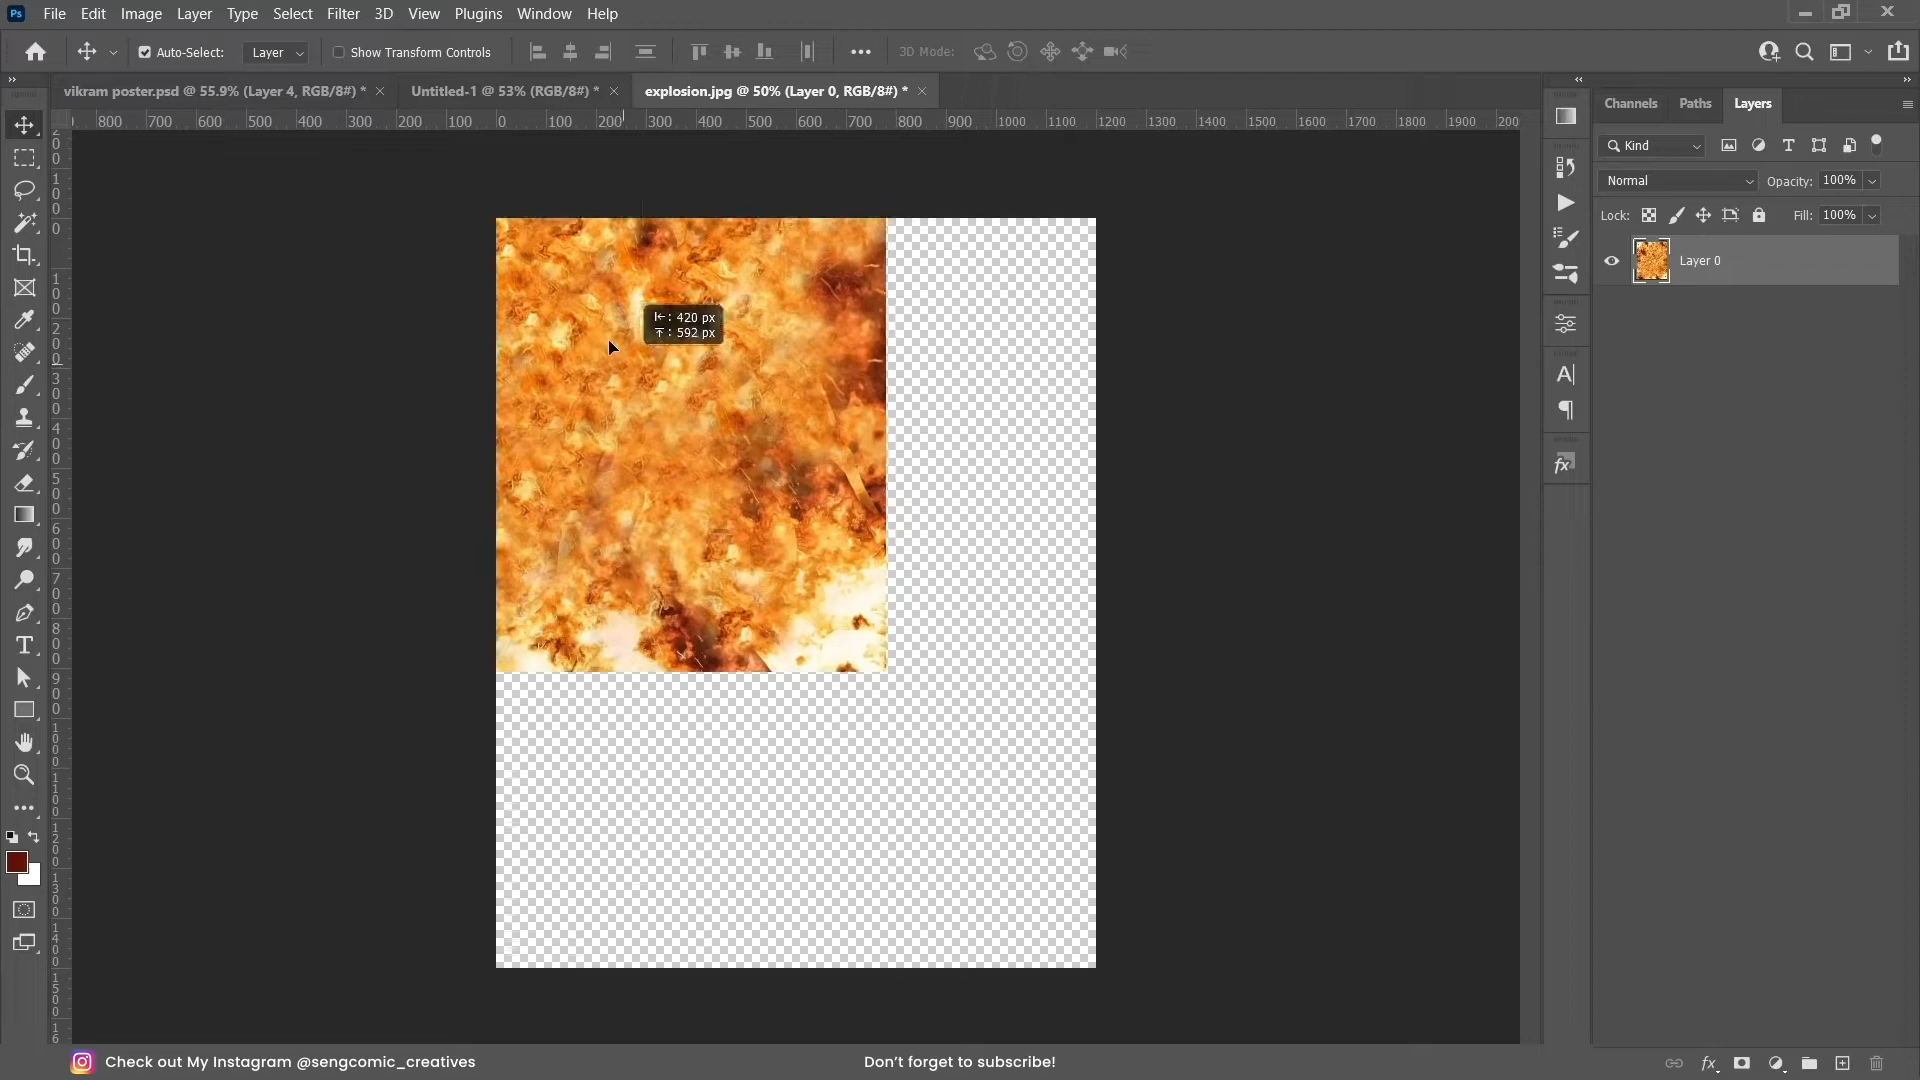 Ps File Edit Image Layer Type Select Filter 3D View Plugins Window Help
Auto-Select: Layer Show Transform Controls 3D Mode:
vikram poster.psd @ 55.9% (Layer 4, RGB/8#) * Untitled-1 @ 53% (RGB/8#) * explosion.jpg @ 50% (Layer 0, RGB/8#) *
800 700 600 500 400 300 200 100 0 100 200 300 400 500 600 700 800 900 1000 1100 1200 1300 1400 1500 1600 1700 1800 1900 200
Channels Paths Layers
Kind
Normal Opacity: 100%
Lock: Fill: 100%
Layer 0
: 420 px
: 592 px
Check out My Instagram @sengcomic_creatives
Don't forget to subscribe!